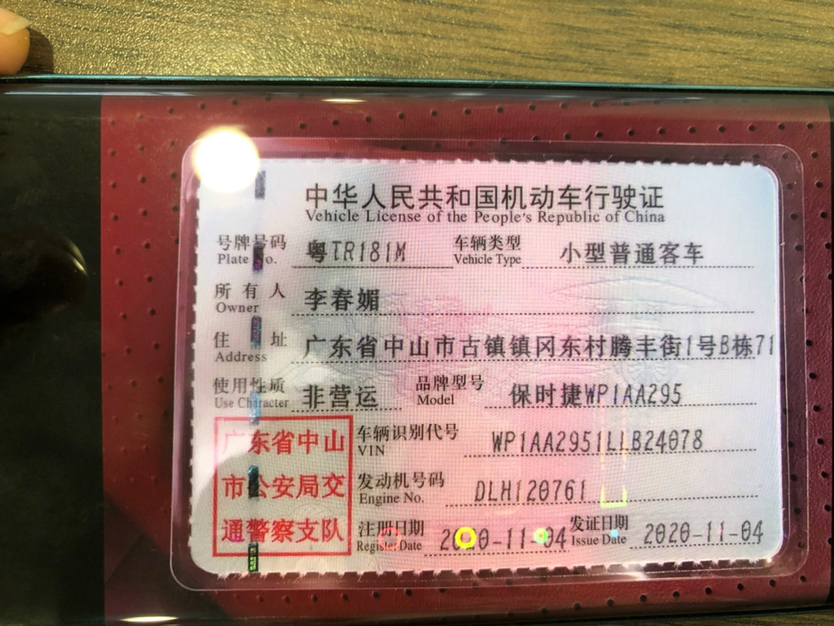 中华人民共和国机动车行驶证
Vehicle License of the People's Republic of China
号牌号码 粤TR181M 车辆类型 小型普通客车
Plate No. Vehicle Type
所有人 李春媚
Owner
住址 广东省中山市古镇镇冈东村腾丰街1号B栋71
Address
使用性质 非营运 品牌型号 保时捷WP1AA295
Use Character Model
广东省中山
市公安局交
通警察支队
车辆识别代号 WP1AA2951LLB24078
VIN
发动机号码 DLH120761
Engine No.
注册日期 2020-11-04 发证日期 2020-11-04
Register Date Issue Date